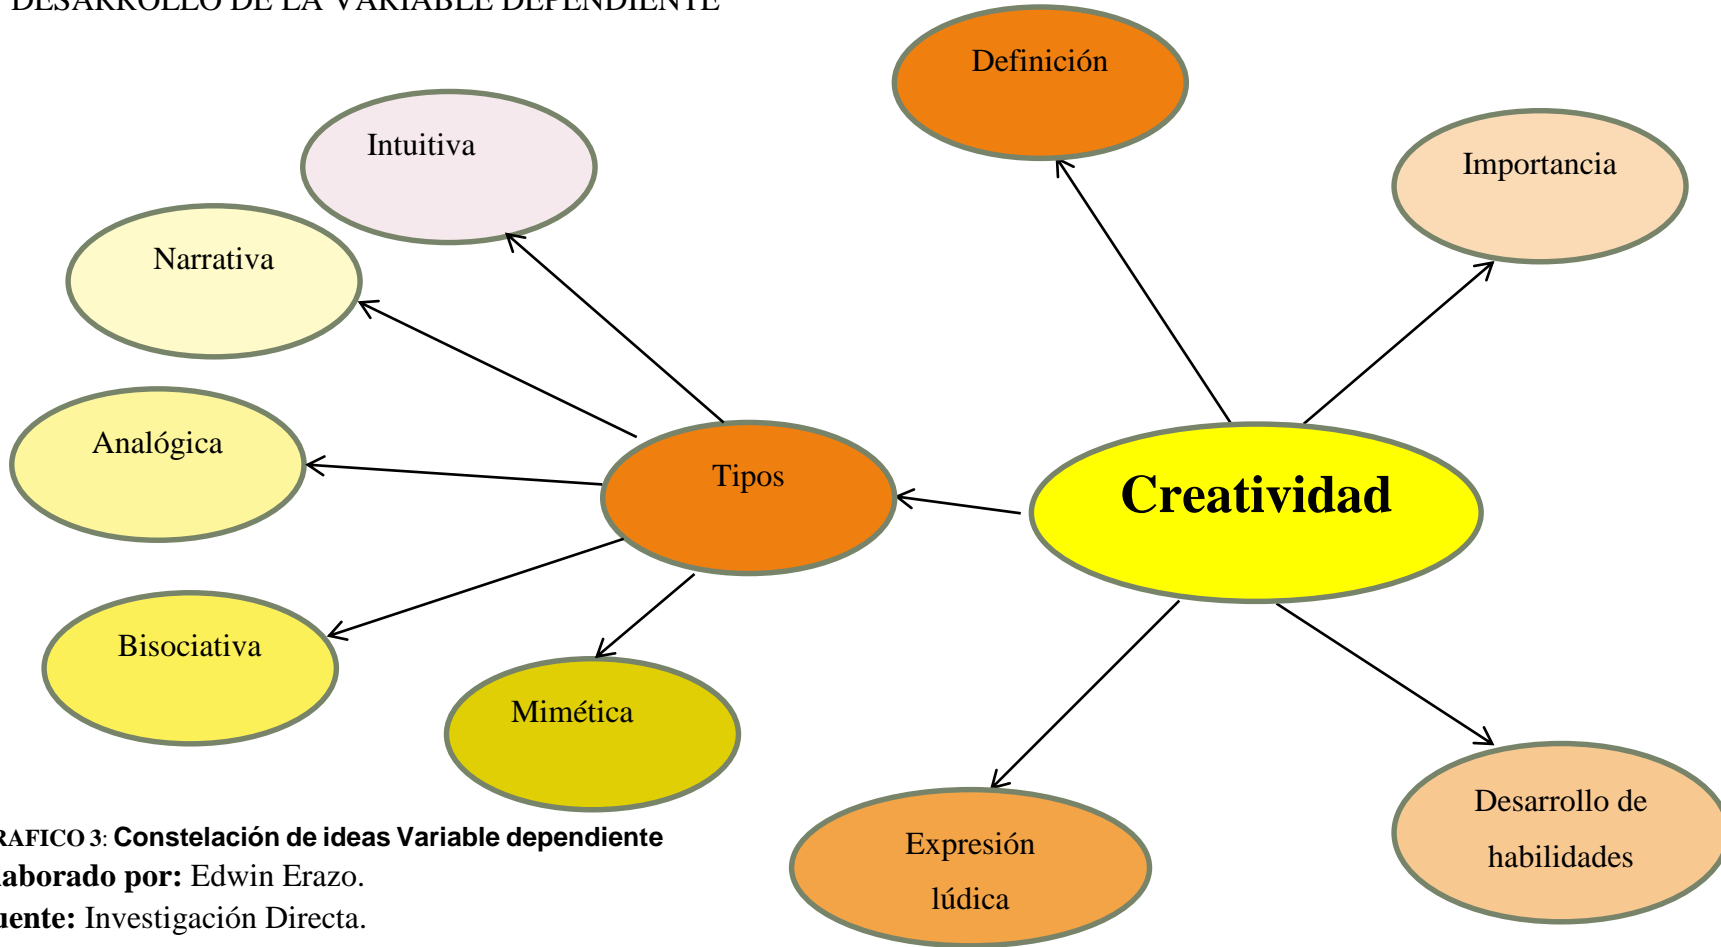 DESARROLLO DE LA VARIABLE DEPENDIENTE
Definición
Intuitiva
Importancia
Narrativa
Analógica
Tipos
Creatividad
Bisociativa
Mimética
Desarrollo de
habilidades
Expresión
lúdica
RAFICO 3: Constelación de ideas Variable dependiente
laborado por: Edwin Erazo.
uente: Investigación Directa.